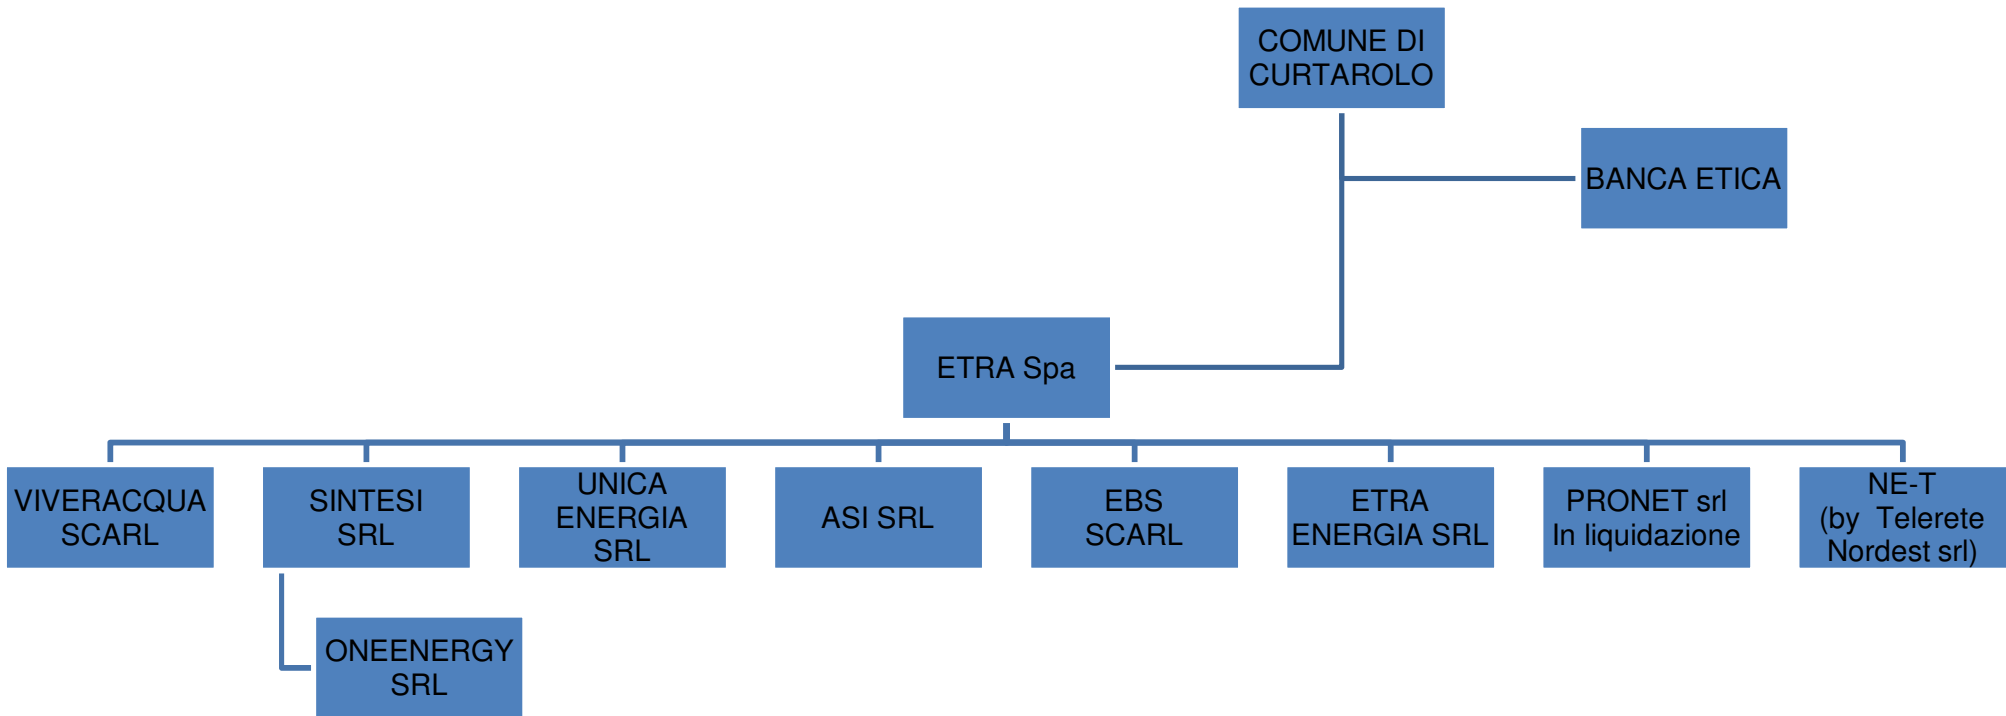 COMUNE DI
CURTAROLO
BANCA ETICA
ETRA Spa
VIVERACQUA
SCARL
SINTESI
SRL
UNICA
ENERGIA
SRL
ASI SRL
EBS
SCARL
ETRA
ENERGIA SRL
PRONET srl
In liquidazione
NE-T
(by Telerete
Nordest srl)
ONEENERGY
SRL